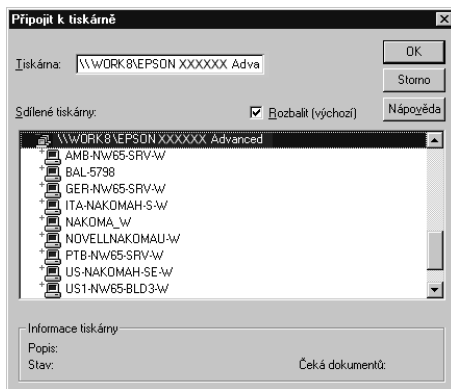 Připojit k tiskárně
Tiskárna: \\WORK8\EPSON XXXXXX Adva
OK
Storno
Sdílené tiskárny:
Rozbalit (výchozí)
Nápověda
\\WORK8\EPSON XXXXXX Advanced
AMB-NW65-SRV-W
BAL-5798
GER-NW65-SRV-W
ITA-NAKOMAH-S-W
NAKOMA_W
NOVELLNAKOMAU-W
PTB-NW65-SRV-W
US-NAKOMAH-SE-W
US1-NW65-BLD3-W
Informace tiskárny
Popis:
Stav:
Čeká dokumentů: